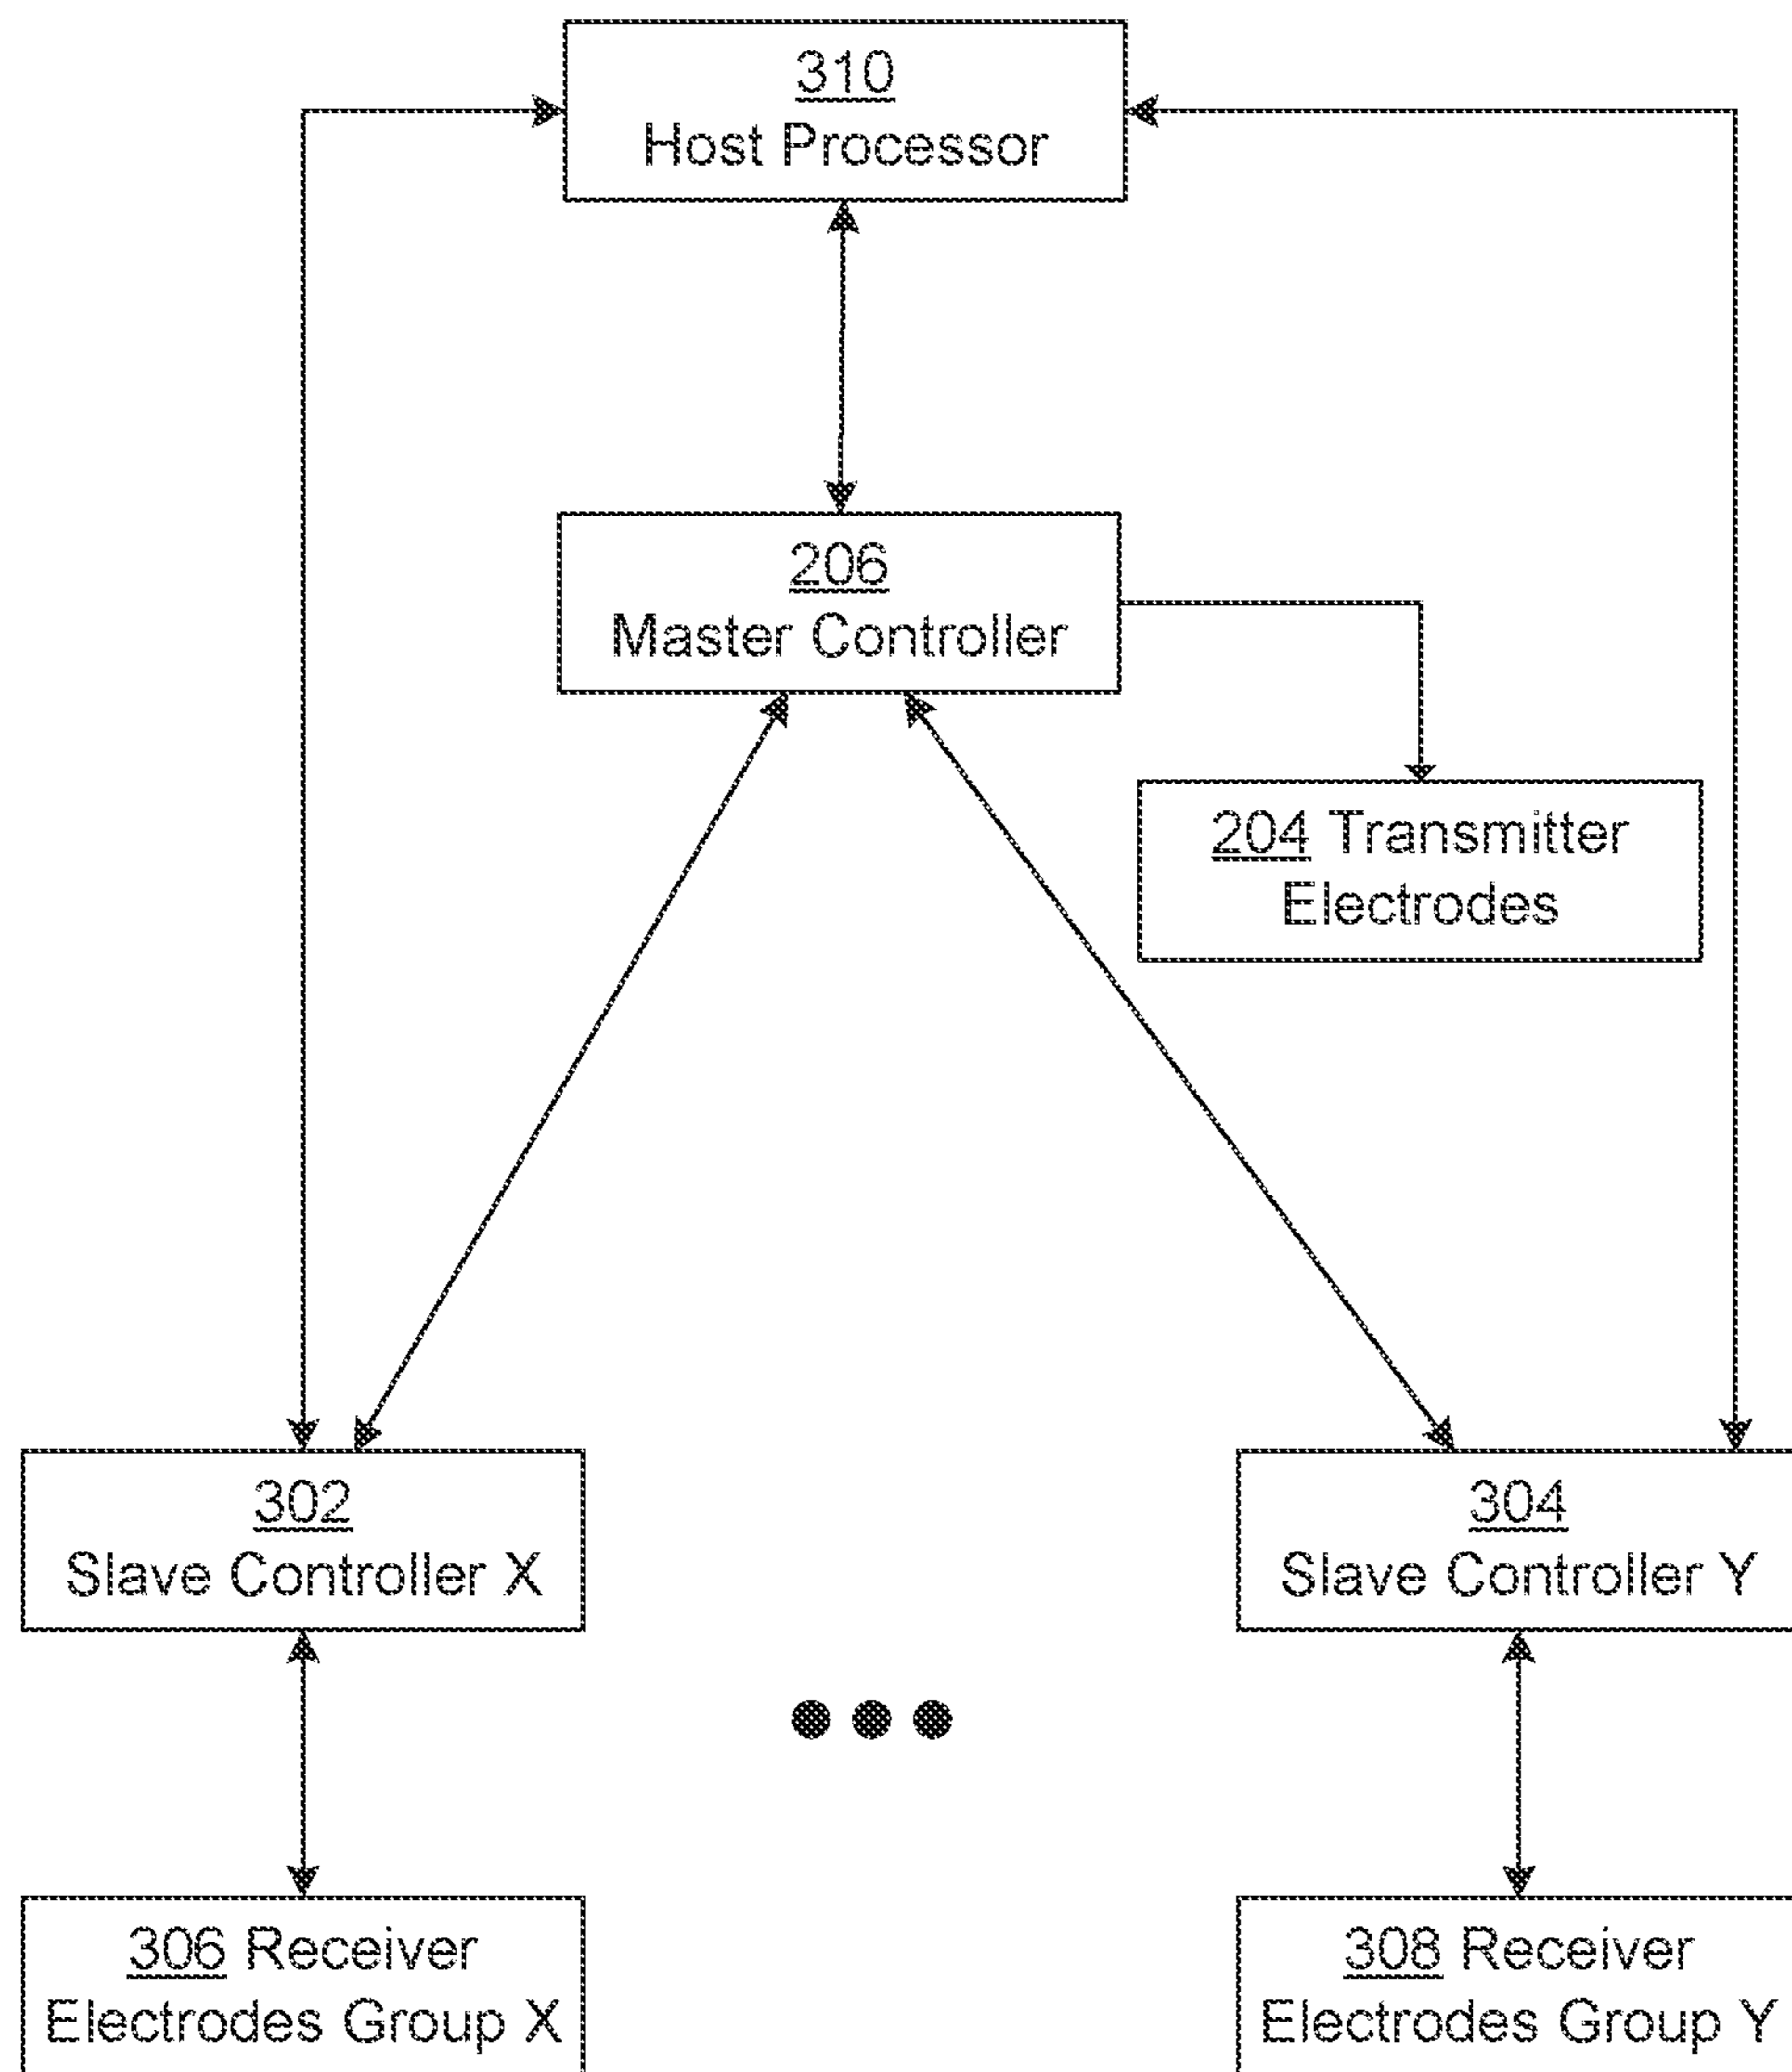 310
Host Processor
206
Master Controller
204 Transmitter
Electrodes
302
Slave Controller X
304
Slave Controller Y
306 Receiver
Electrodes Group X
308 Receiver
Electrodes Group Y